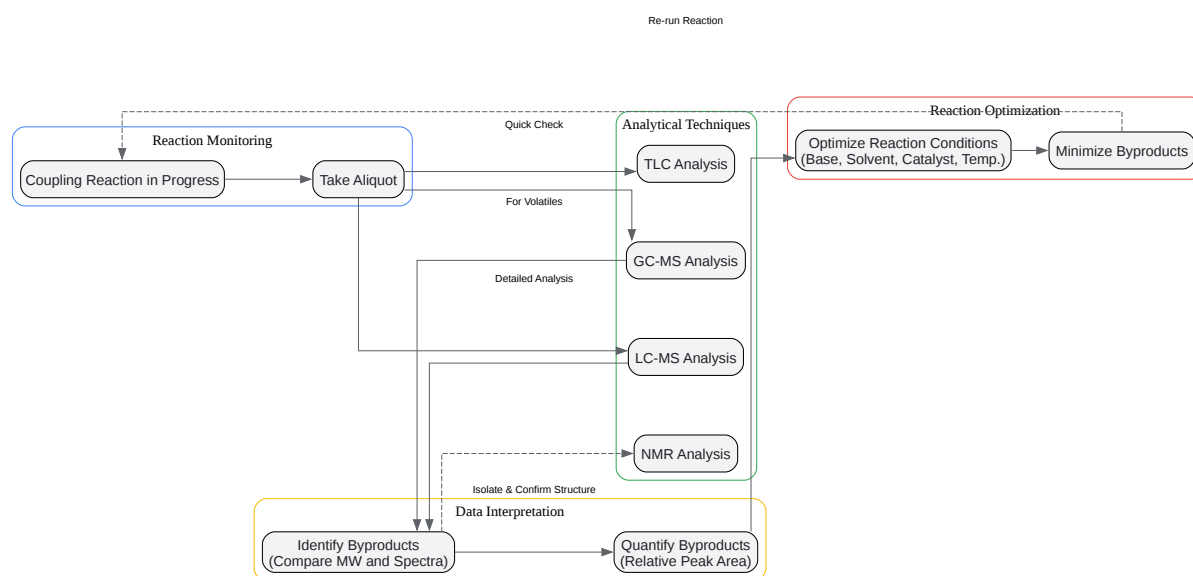 Re-run Reaction
Reaction Optimization
Quick Check
Analytical Techniques
Reaction Monitoring
Optimize Reaction Conditions
(Base, Solvent, Catalyst, Temp.)
Minimize Byproducts
TLC Analysis
Coupling Reaction in Progress
Take Aliquot
For Volatiles
GC-MS Analysis
Detailed Analysis
LC-MS Analysis
NMR Analysis
Isolate & Confirm Structure
Data Interpretation
Identify Byproducts
(Compare MW and Spectra)
Quantify Byproducts
(Relative Peak Area)